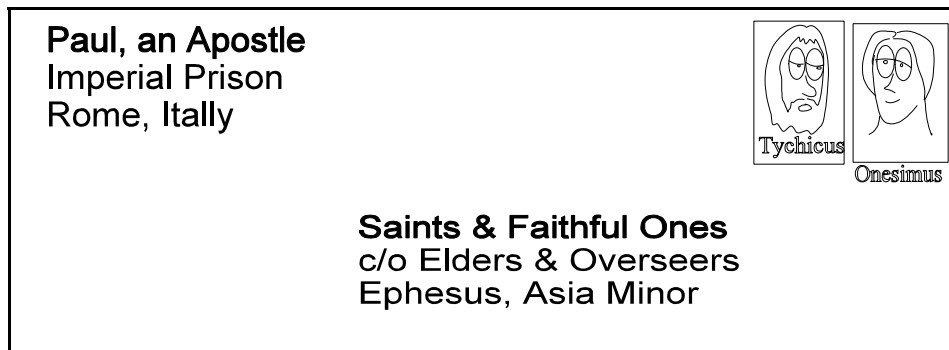 Paul, an Apostle
Imperial Prison
Rome, Itally
Tychicus
Onesimus
Saints & Faithful Ones
c/o Elders & Overseers
Ephesus, Asia Minor